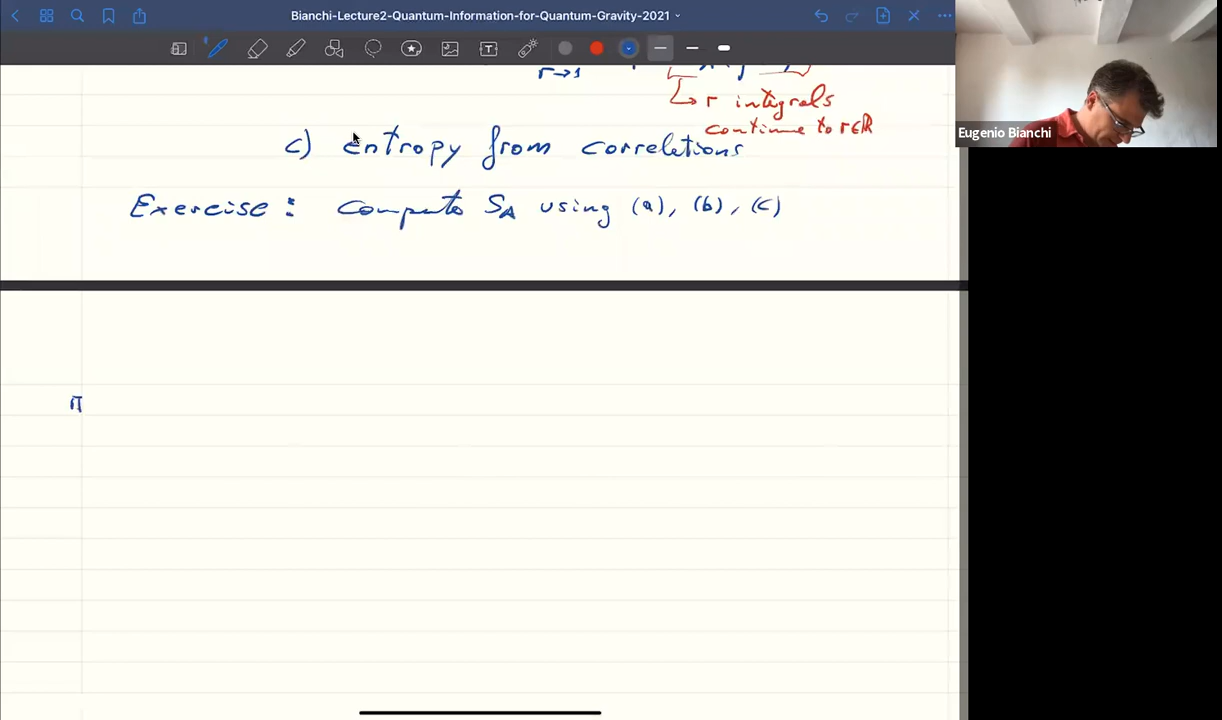 Bianchi-Lecture2-Quantum-Information-for-Quantum-Gravity-2021
r→1
↳ r integrals
continue to r∈ℝ
Eugenio Bianchi
c) entropy from correlations
Exercise: Compute S_A using (a), (b), (c)